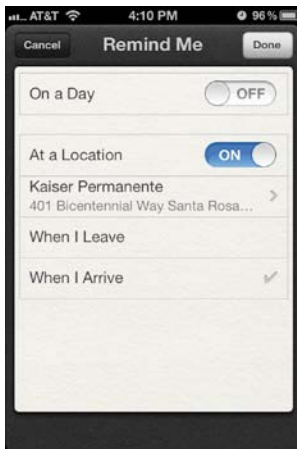 AT&T 4:10 PM 96%
Cancel Remind Me Done
On a Day OFF
At a Location ON
Kaiser Permanente
401 Bicentennial Way Santa Rosa...
When I Leave
When I Arrive